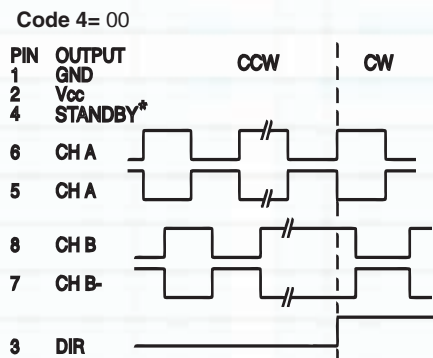 Code 4= 00
PIN OUTPUT CCW CW
1 GND
2 Vcc
4 STANDBY*
6 CH A
5 CH A
8 CH B
7 CH B-
3 DIR